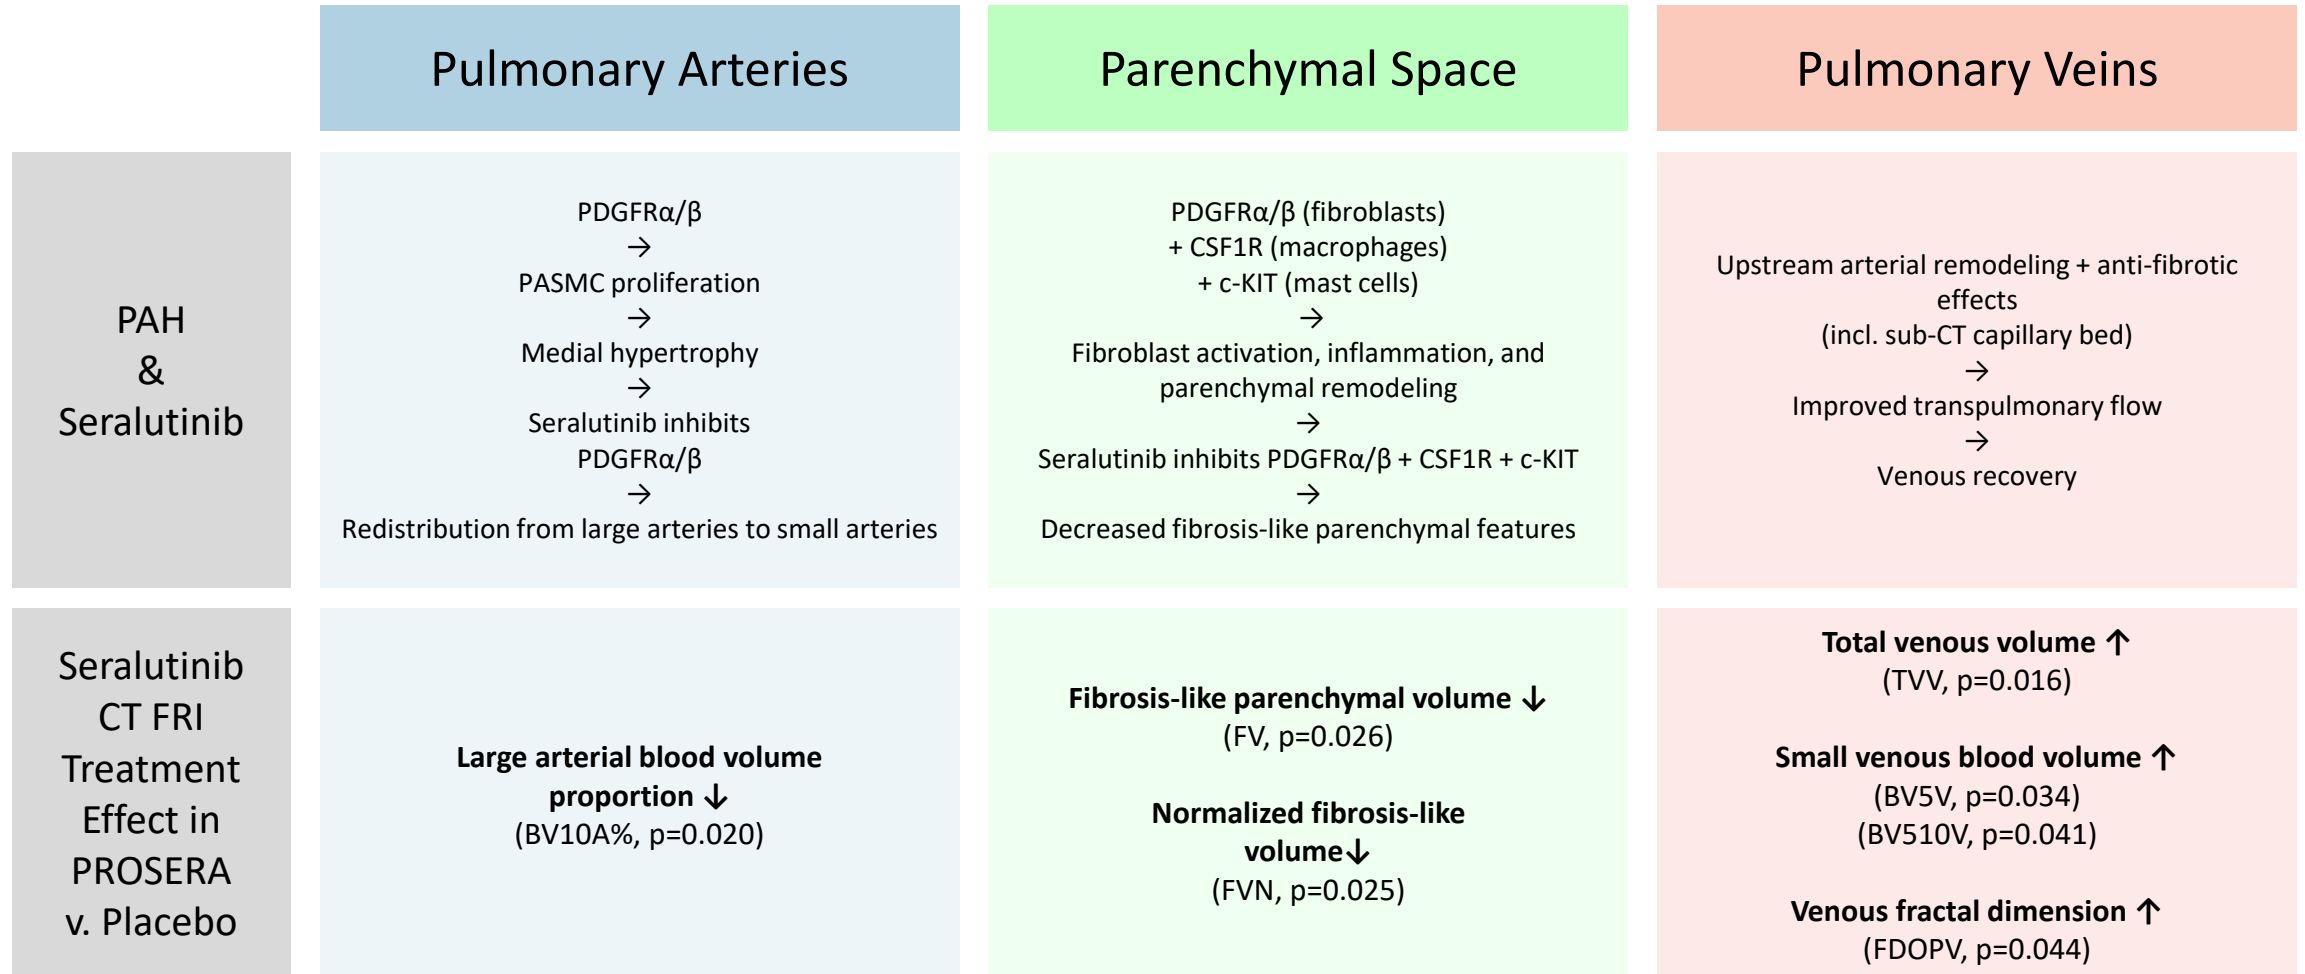 Pulmonary Arteries
Parenchymal Space
Pulmonary Veins
PAH
&
Seralutinib
PDGFRα/β
→
PASMC proliferation
→
Medial hypertrophy
→
Seralutinib inhibits
PDGFRα/β
→
Redistribution from large arteries to small arteries
PDGFRα/β (fibroblasts)
+ CSF1R (macrophages)
+ c-KIT (mast cells)
→
Fibroblast activation, inflammation, and
parenchymal remodeling
→
Seralutinib inhibits PDGFRα/β + CSF1R + c-KIT
→
Decreased fibrosis-like parenchymal features
Upstream arterial remodeling + anti-fibrotic
effects
(incl. sub-CT capillary bed)
→
Improved transpulmonary flow
→
Venous recovery
Seralutinib
CT FRI
Treatment
Effect in
PROSERA
v. Placebo
Large arterial blood volume
proportion ↓
(BV10A%, p=0.020)
Fibrosis-like parenchymal volume ↓
(FV, p=0.026)
Normalized fibrosis-like
volume↓
(FVN, p=0.025)
Total venous volume ↑
(TVV, p=0.016)
Small venous blood volume ↑
(BV5V, p=0.034)
(BV510V, p=0.041)
Venous fractal dimension ↑
(FDOPV, p=0.044)